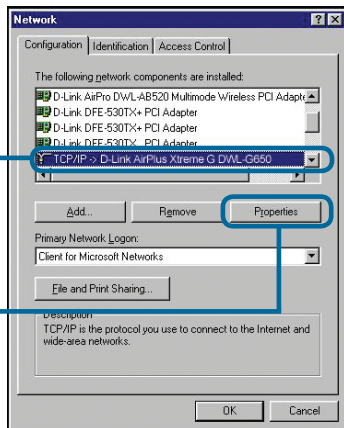 Network
Configuration Identification Access Control
The following network components are installed:
D-Link AirPro DWL-AB520 Multimode Wireless PCI Adapte
D-Link DFE-530TX+ PCI Adapter
D-Link DFE-530TX+ PCI Adapter
D-Link DFE-530TX+ PCI Adapter
TCP/IP -> D-Link AirPlus Xtreme G DWL-G650
Add... Remove Properties
Primary Network Logon:
Client for Microsoft Networks
File and Print Sharing...
Description
TCP/IP is the protocol you use to connect to the Internet and
wide-area networks.
OK Cancel